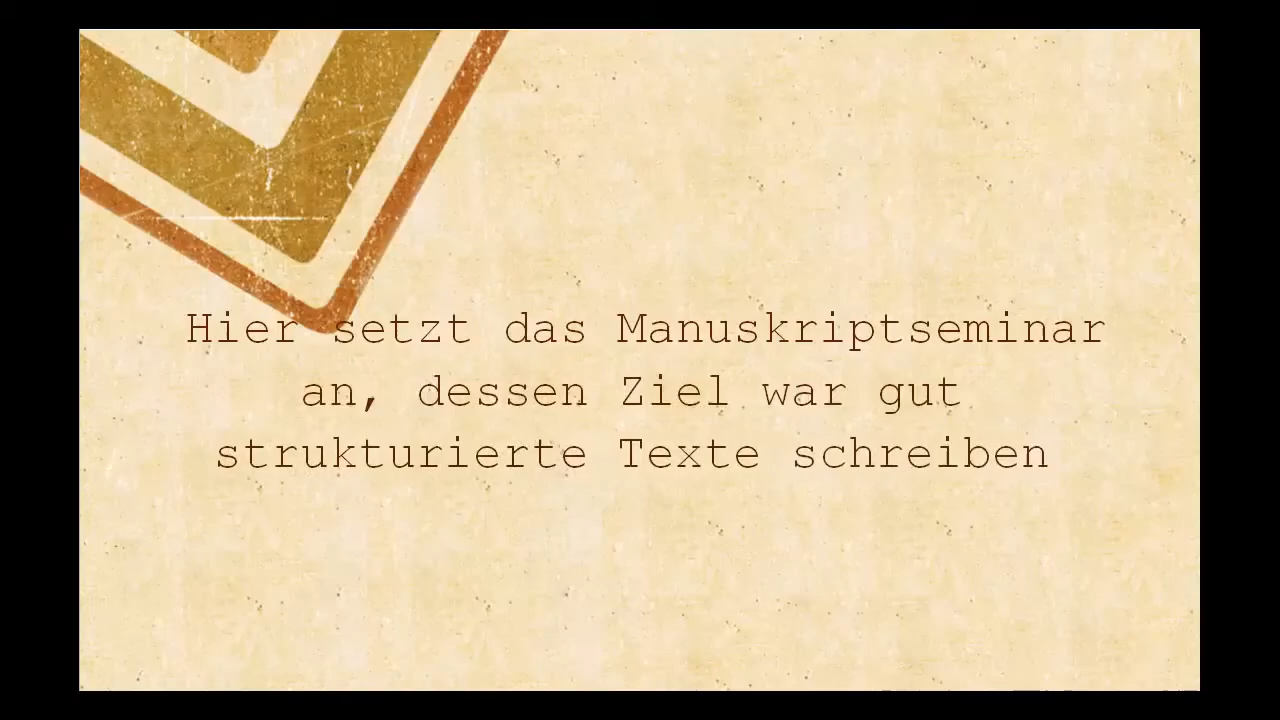 Hier setzt das Manuskriptseminar
an, dessen Ziel war gut
strukturierte Texte schreiben